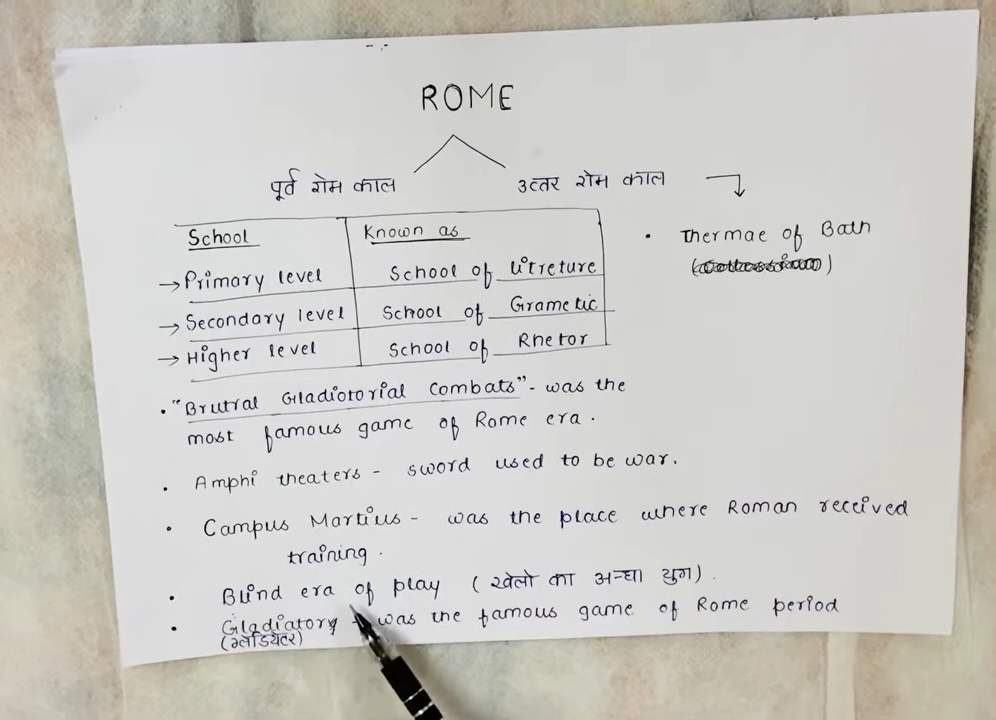 ROME
पूर्व रोम काल उत्तर रोम काल
School Known as
→ Primary level School of litreture
→ Secondary level School of Grametic
→ Higher level School of Rhetor
• Thermae of Bath
( )
• "Brutral Gladiotorial Combats" - was the
most famous game of Rome era.
• Amphi theaters - sword used to be war.
• Campus Martius - was the place where Roman received
training.
• Blind era of play (खेलो का अन्धा युग).
• Gladiatory - was the famous game of Rome period
(ग्लेडियेटर)